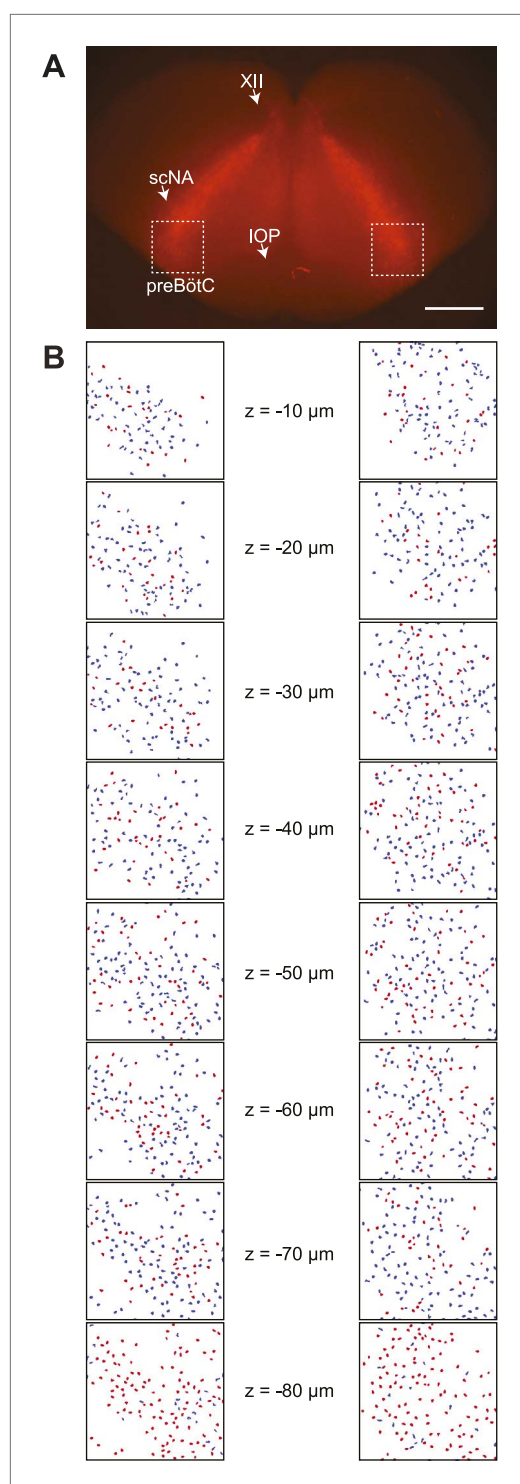 A
XII
scNA
IOP
preBötC
B
z = -10 µm
z = -20 µm
z = -30 µm
z = -40 µm
z = -50 µm
z = -60 µm
z = -70 µm
z = -80 µm